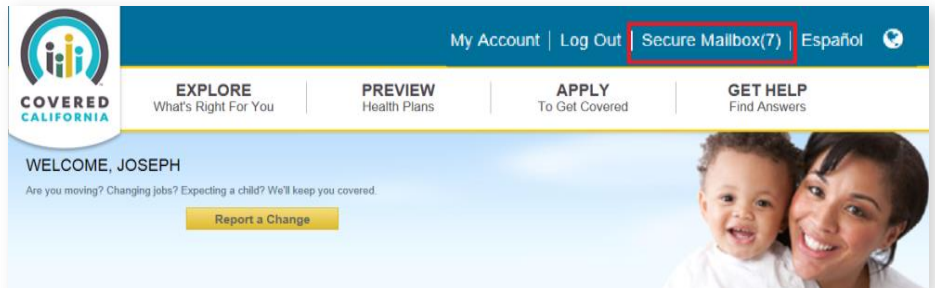 My Account | Log Out | Secure Mailbox(7) | Español
COVERED
CALIFORNIA
EXPLORE
What's Right For You
PREVIEW
Health Plans
APPLY
To Get Covered
GET HELP
Find Answers
WELCOME, JOSEPH
Are you moving? Changing jobs? Expecting a child? We'll keep you covered.
Report a Change